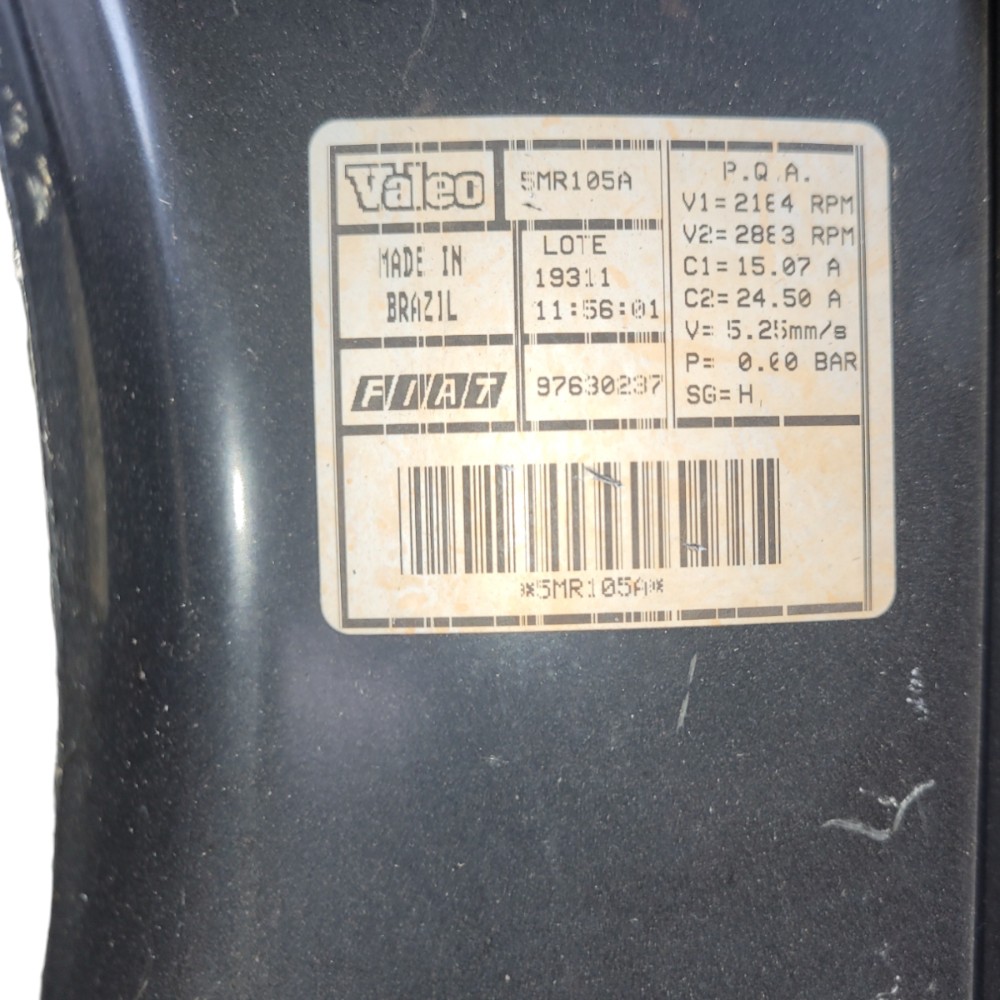 Valeo
5MR105A
MADE IN
BRAZIL
LOTE
19311
11:56:01
FIAT
97630237
P.Q.A.
V1=2184 RPM
V2=2883 RPM
C1=15.07 A
C2=24.50 A
V= 5.25mm/s
P= 0.00 BAR
SG=H
*5MR105A*